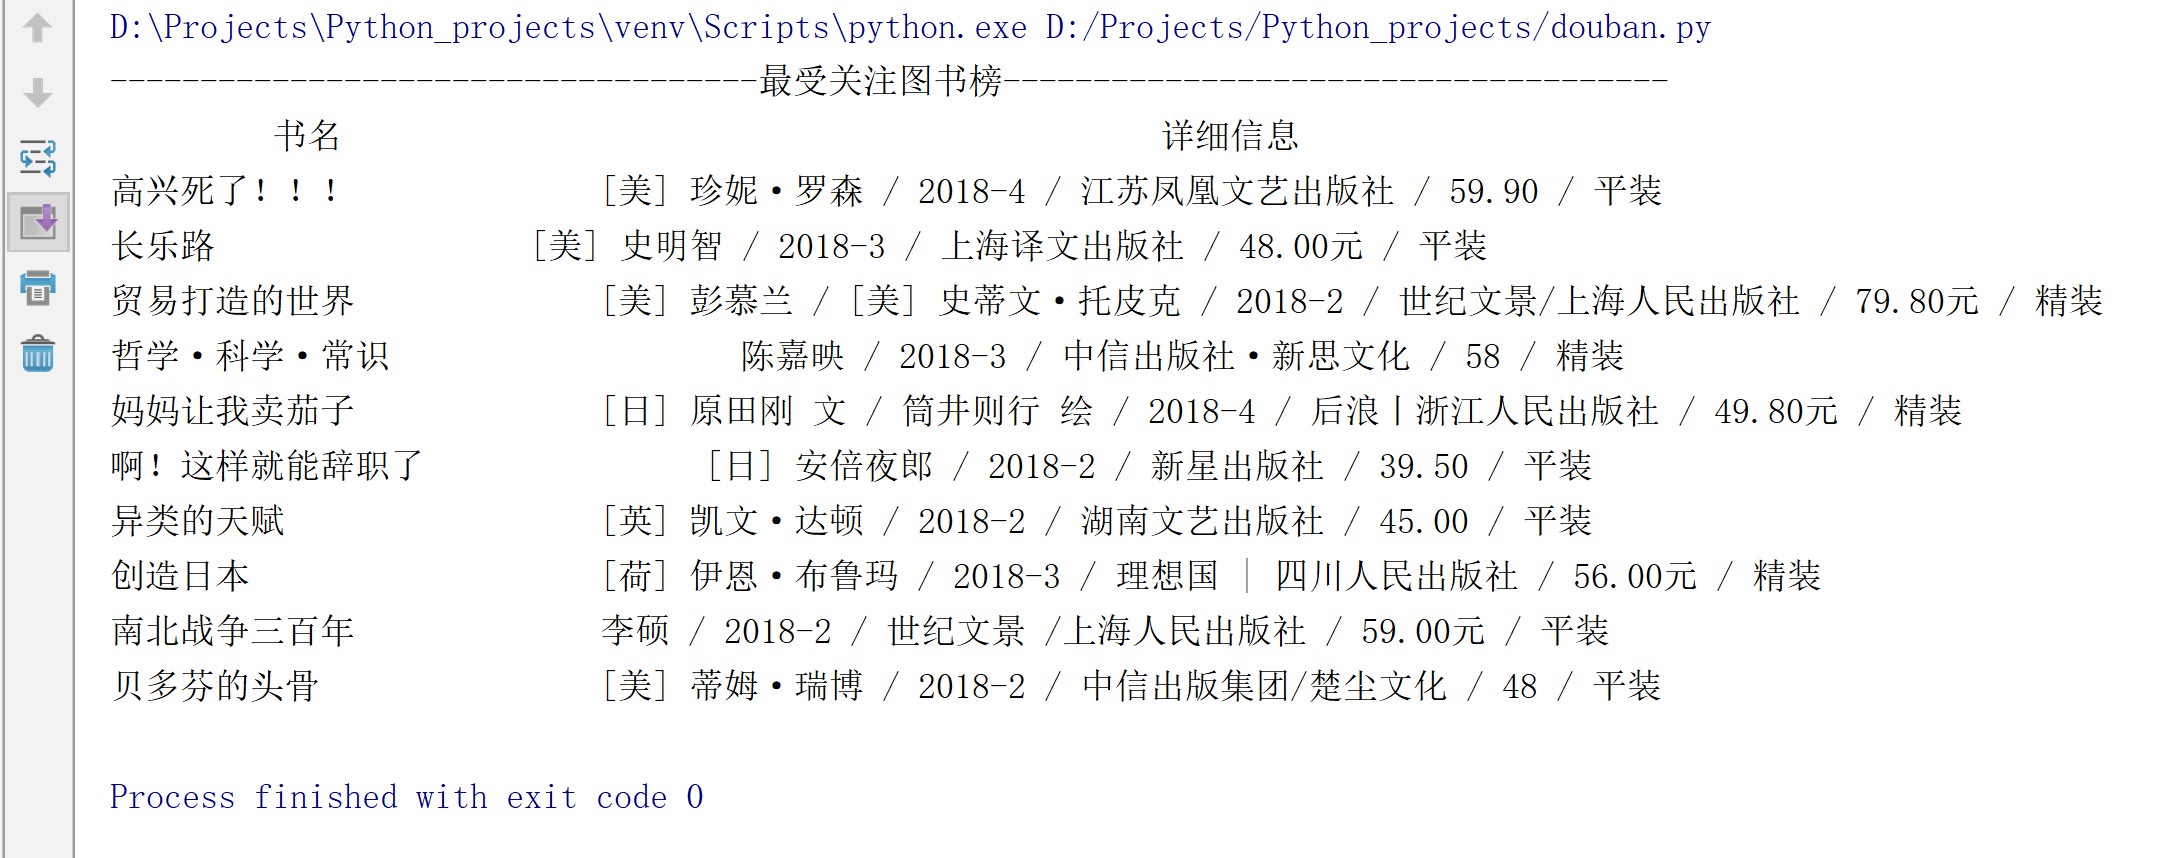 D:\Projects\Python_projects\venv\Scripts\python.exe D:/Projects/Python_projects/douban.py
------------------------------------最受关注图书榜-------------------------------------
书名 详细信息
高兴死了！！！ [美] 珍妮·罗森 / 2018-4 / 江苏凤凰文艺出版社 / 59.90 / 平装
长乐路 [美] 史明智 / 2018-3 / 上海译文出版社 / 48.00元 / 平装
贸易打造的世界 [美] 彭慕兰 / [美] 史蒂文·托皮克 / 2018-2 / 世纪文景/上海人民出版社 / 79.80元 / 精装
哲学·科学·常识 陈嘉映 / 2018-3 / 中信出版社·新思文化 / 58 / 精装
妈妈让我卖茄子 [日] 原田刚 文 / 筒井则行 绘 / 2018-4 / 后浪丨浙江人民出版社 / 49.80元 / 精装
啊！这样就能辞职了 [日] 安倍夜郎 / 2018-2 / 新星出版社 / 39.50 / 平装
异类的天赋 [英] 凯文·达顿 / 2018-2 / 湖南文艺出版社 / 45.00 / 平装
创造日本 [荷] 伊恩·布鲁玛 / 2018-3 / 理想国 | 四川人民出版社 / 56.00元 / 精装
南北战争三百年 李硕 / 2018-2 / 世纪文景 /上海人民出版社 / 59.00元 / 平装
贝多芬的头骨 [美] 蒂姆·瑞博 / 2018-2 / 中信出版集团/楚尘文化 / 48 / 平装
Process finished with exit code 0